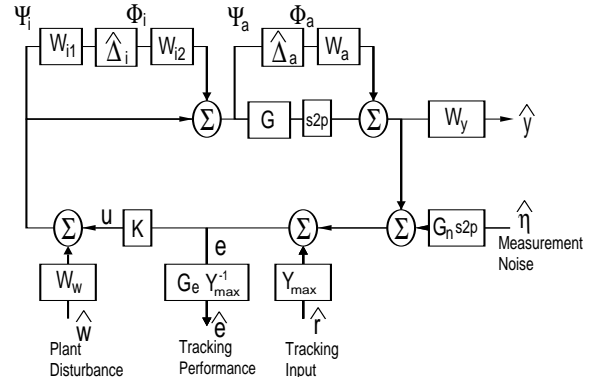 Ψi Φi Ψa Φa
Wi1 Δ̂i Wi2 Δ̂a Wa
Σ G s2p Σ Wy
ŷ
u K Σ Σ Σ Gn s2p η̂
e
Measurement
Noise
Ww Ge Y⁻¹max Ymax
ŵ ê r̂
Plant
Disturbance
Tracking
Performance
Tracking
Input